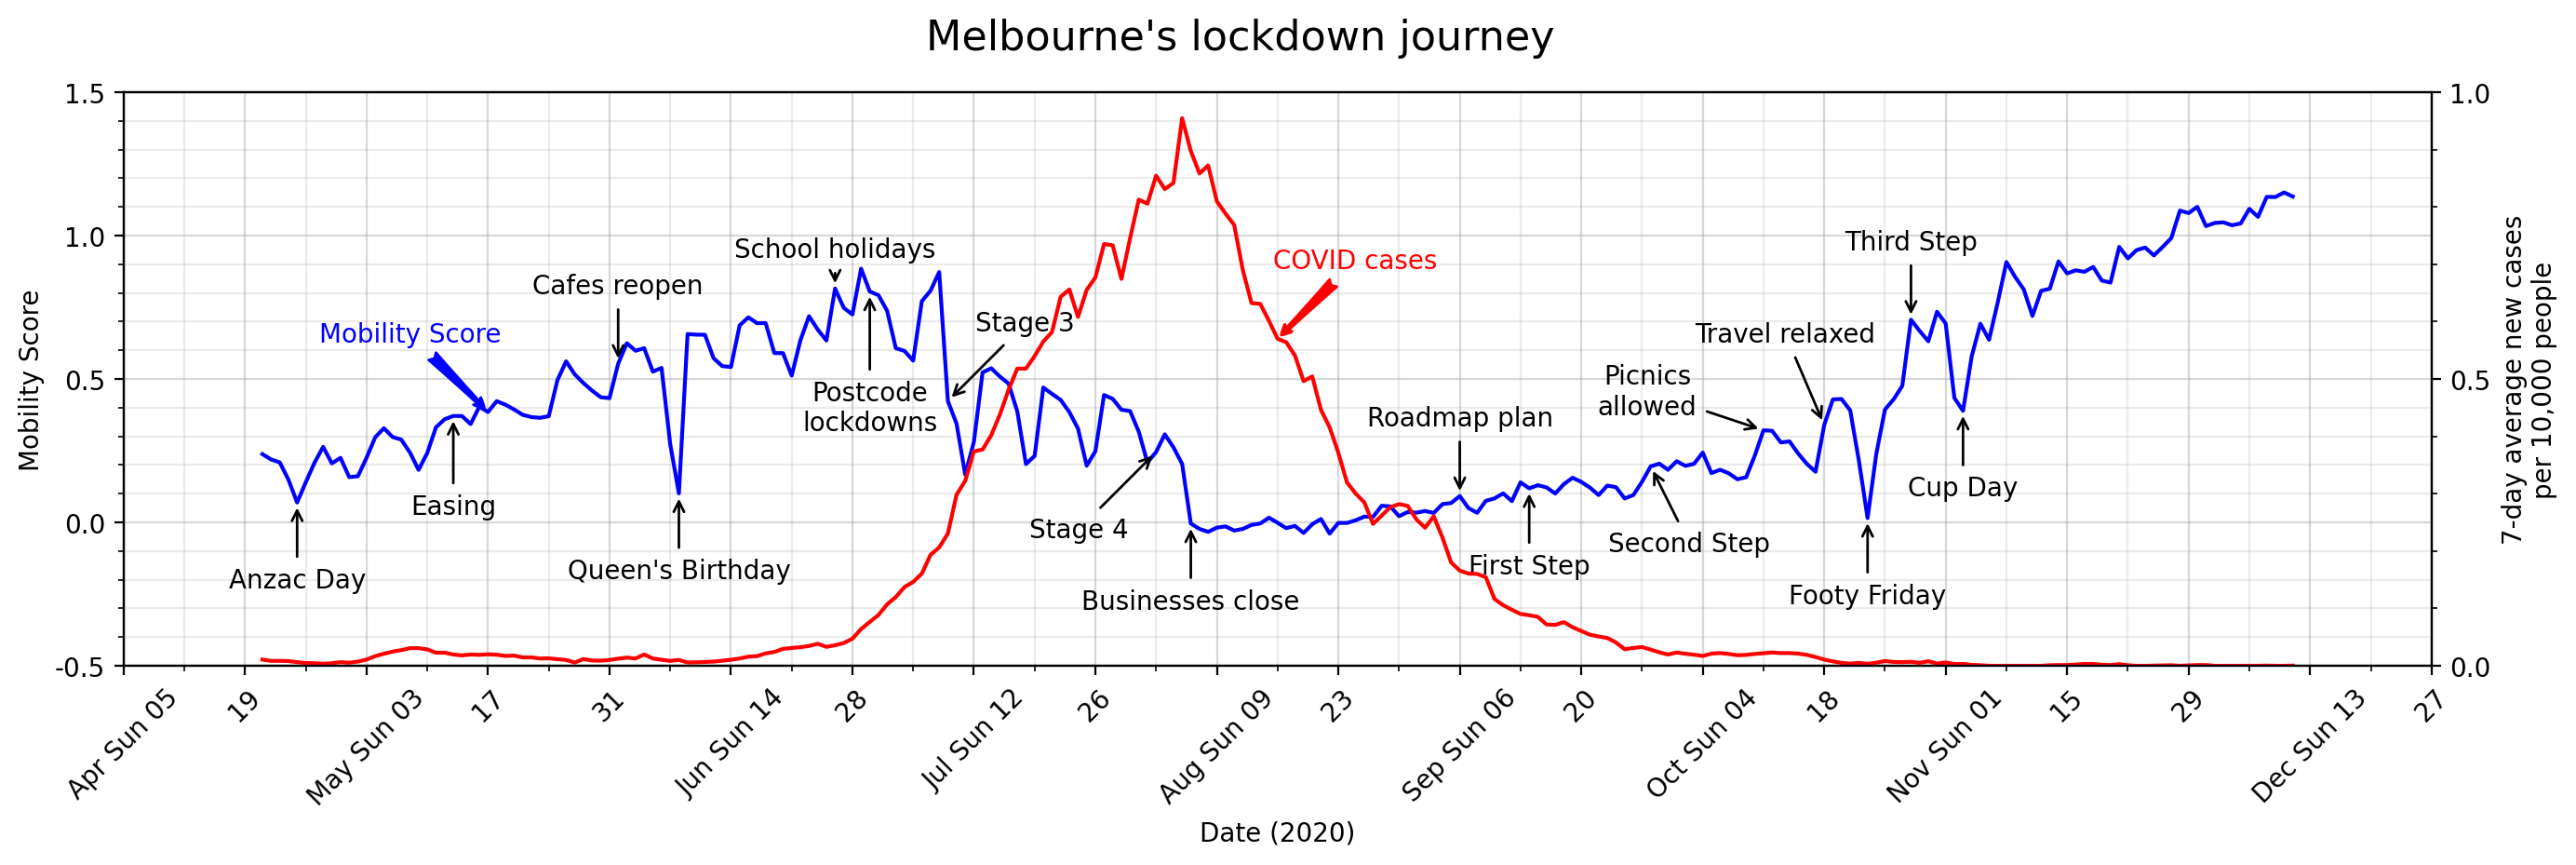 Melbourne's lockdown journey
1.5
1.0
0.5
0.0
-0.5
Mobility Score
1.0
0.5
0.0
7-day average new cases
per 10,000 people
Mobility Score
COVID cases
Anzac Day
Easing
Cafes reopen
Queen's Birthday
School holidays
Postcode
lockdowns
Stage 3
Stage 4
Businesses close
Roadmap plan
First Step
Second Step
Picnics
allowed
Travel relaxed
Footy Friday
Third Step
Cup Day
Apr Sun 05
19
May Sun 03
17
31
Jun Sun 14
28
Jul Sun 12
26
Aug Sun 09
23
Sep Sun 06
20
Oct Sun 04
18
Nov Sun 01
15
29
Dec Sun 13
27
Date (2020)